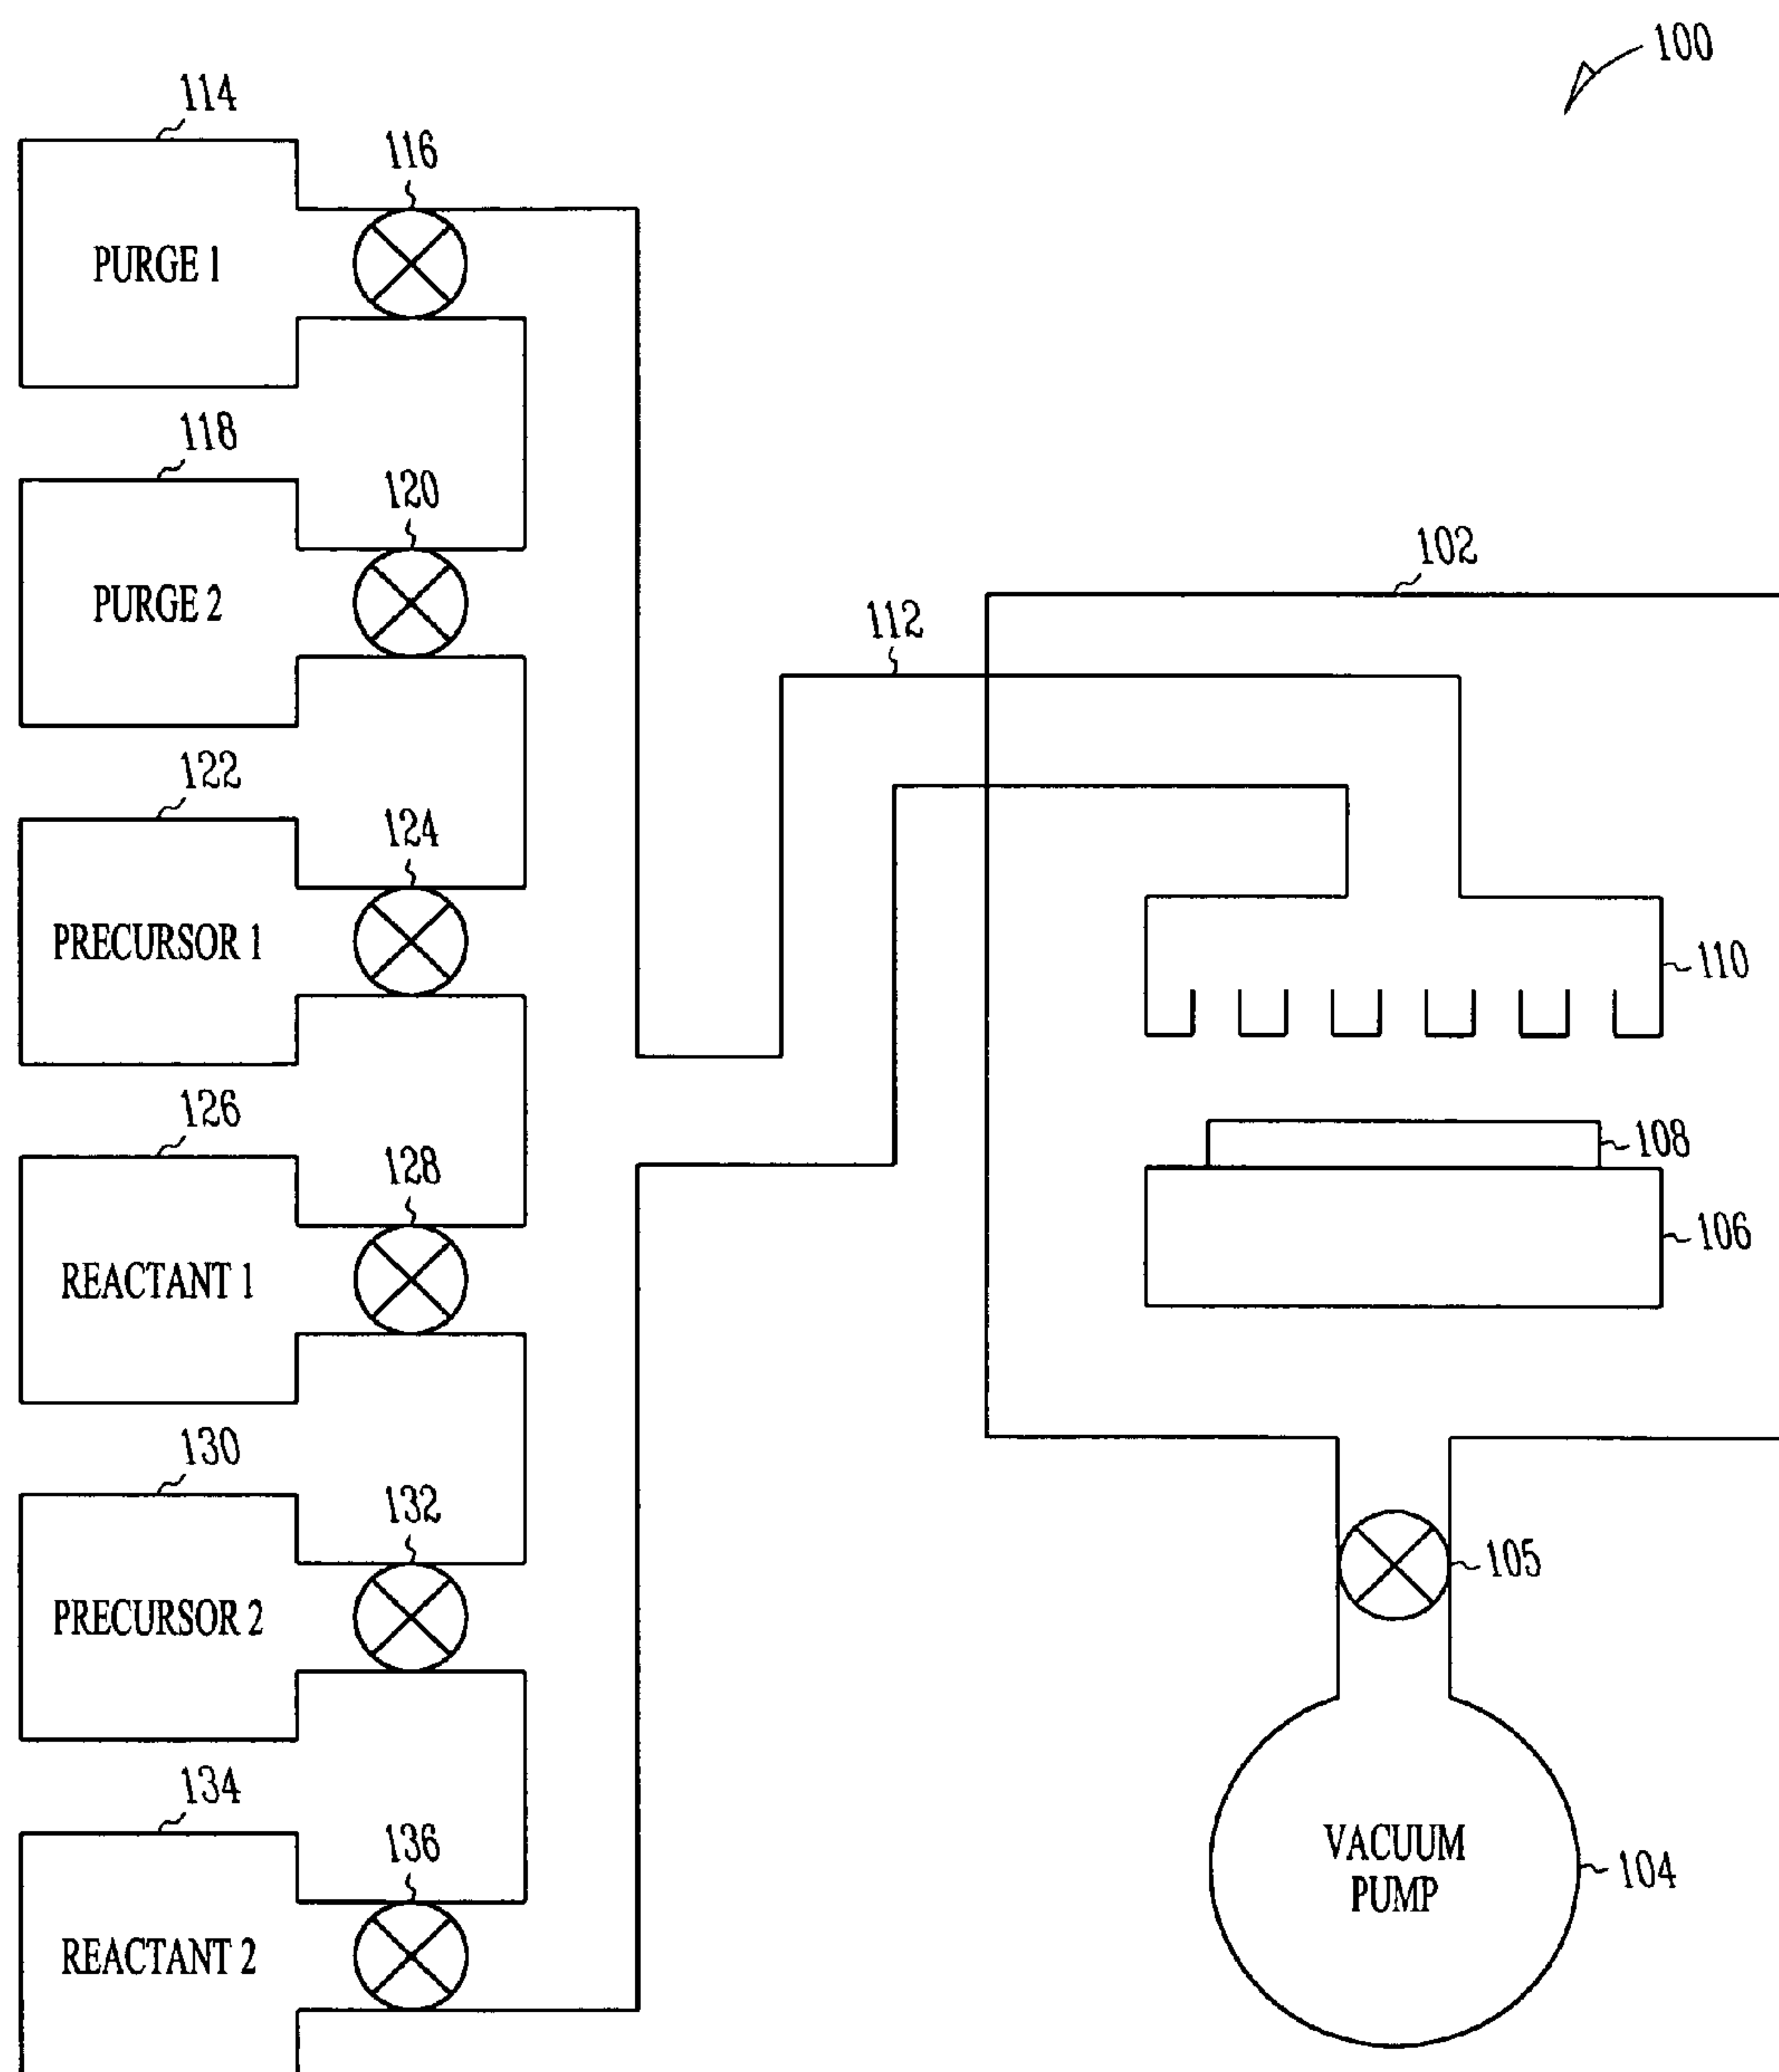 100
114
116
PURGE 1
118
120
PURGE 2
102
112
122
124
PRECURSOR 1
110
126
128
108
106
REACTANT 1
130
132
105
PRECURSOR 2
134
136
VACUUM
PUMP
104
REACTANT 2